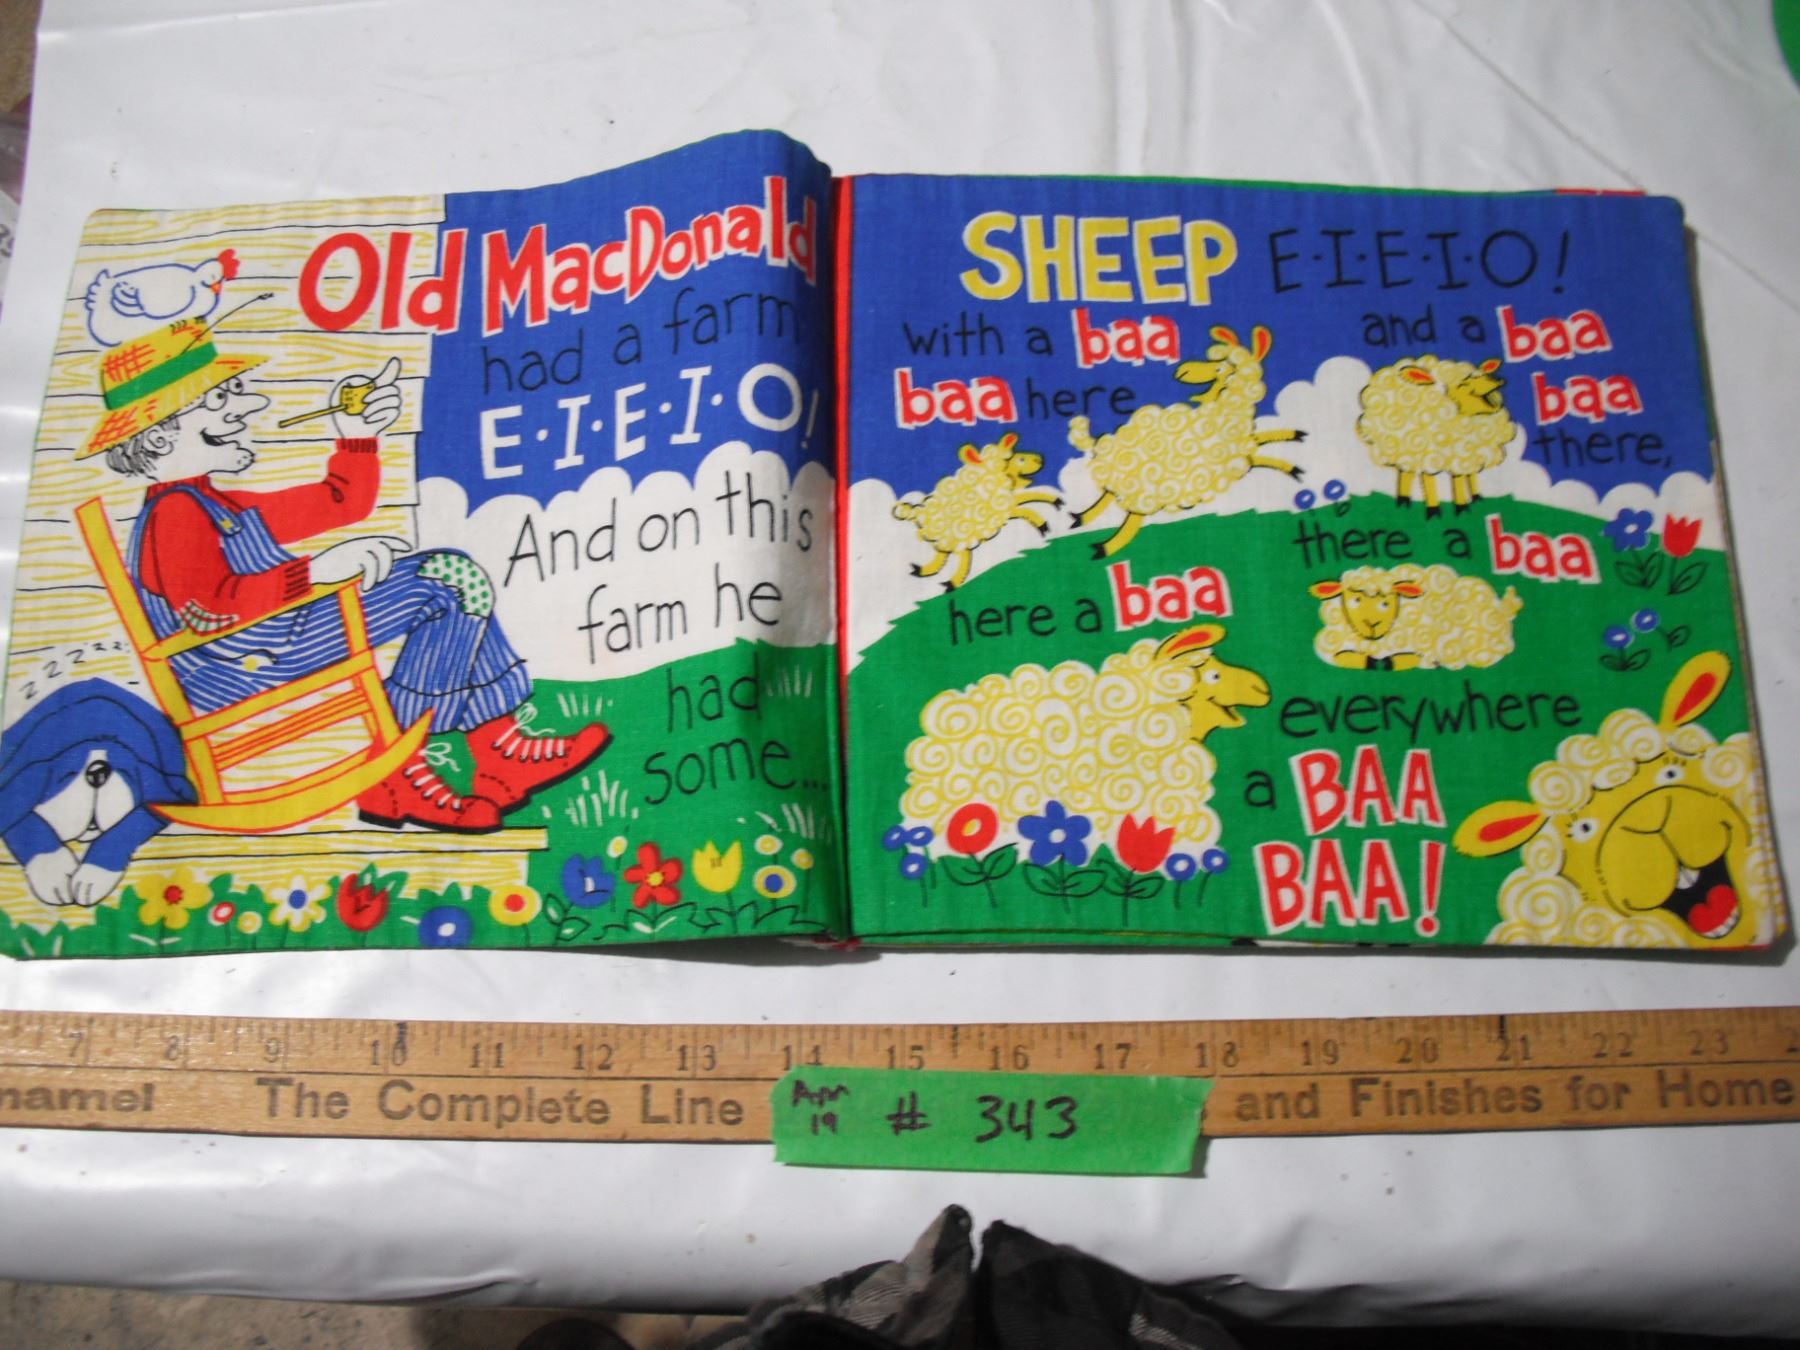 Old MacDonald
had a farm
E·I·E·I·O!
And on this
farm he
had
some...
zzzzz
SHEEP E·I·E·I·O!
with a baa
baa here
and a baa
baa
there,
here a baa
there a baa
everywhere
a BAA
BAA!
7 8 9 10 11 12 13 14 15 16 17 18 19 20 21 22 23
The Complete Line and Finishes for Home
19 # 343